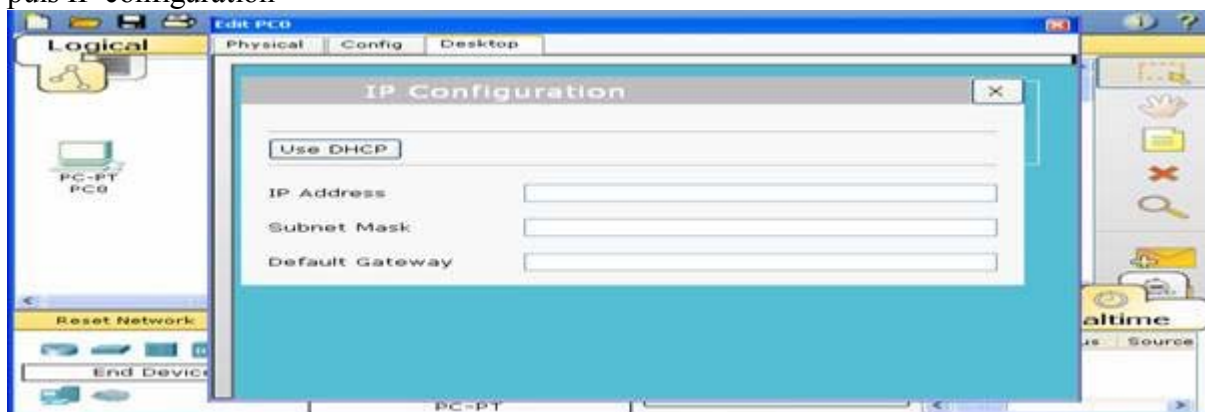 puis IP configuration
Edit PC0
Logical
Physical Config Desktop
IP Configuration
Use DHCP
PC-PT
PC0
IP Address
Subnet Mask
Default Gateway
Reset Network
altime
Source
End Devic
PC-PT